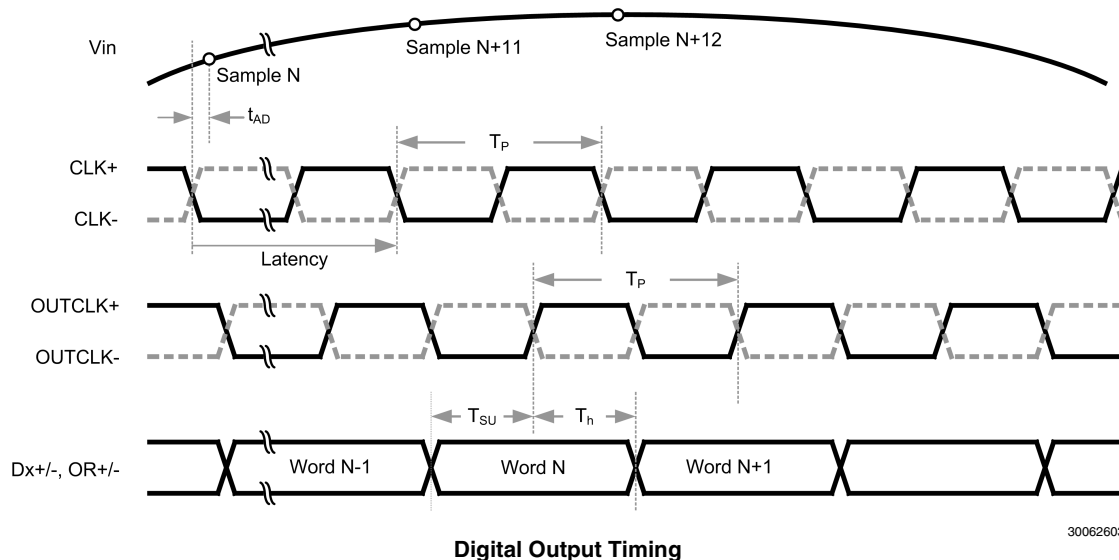 Vin
Sample N
Sample N+11
Sample N+12
tAD
TP
CLK+
CLK-
Latency
TP
OUTCLK+
OUTCLK-
TSU
Th
Dx+/-, OR+/-
Word N-1
Word N
Word N+1
3006260
Digital Output Timing